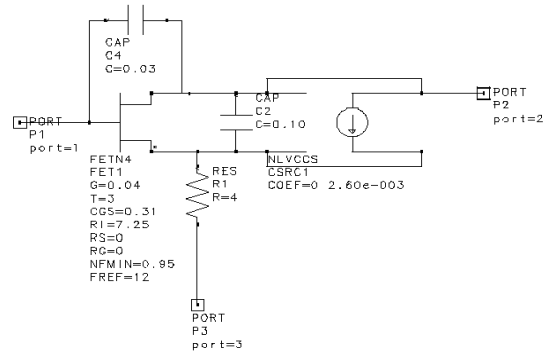 CAP
C4
C=0.03
PORT
P1
port=1
CAP
C2
C=0.10
PORT
P2
port=2
FETN4
FET1
G=0.04
T=3
CGS=0.31
RI=7.25
RS=0
RG=0
NFMIN=0.95
FREF=12
RES
R1
R=4
NLVCCS
CSRC1
COEF=0 2.60e-003
PORT
P3
port=3